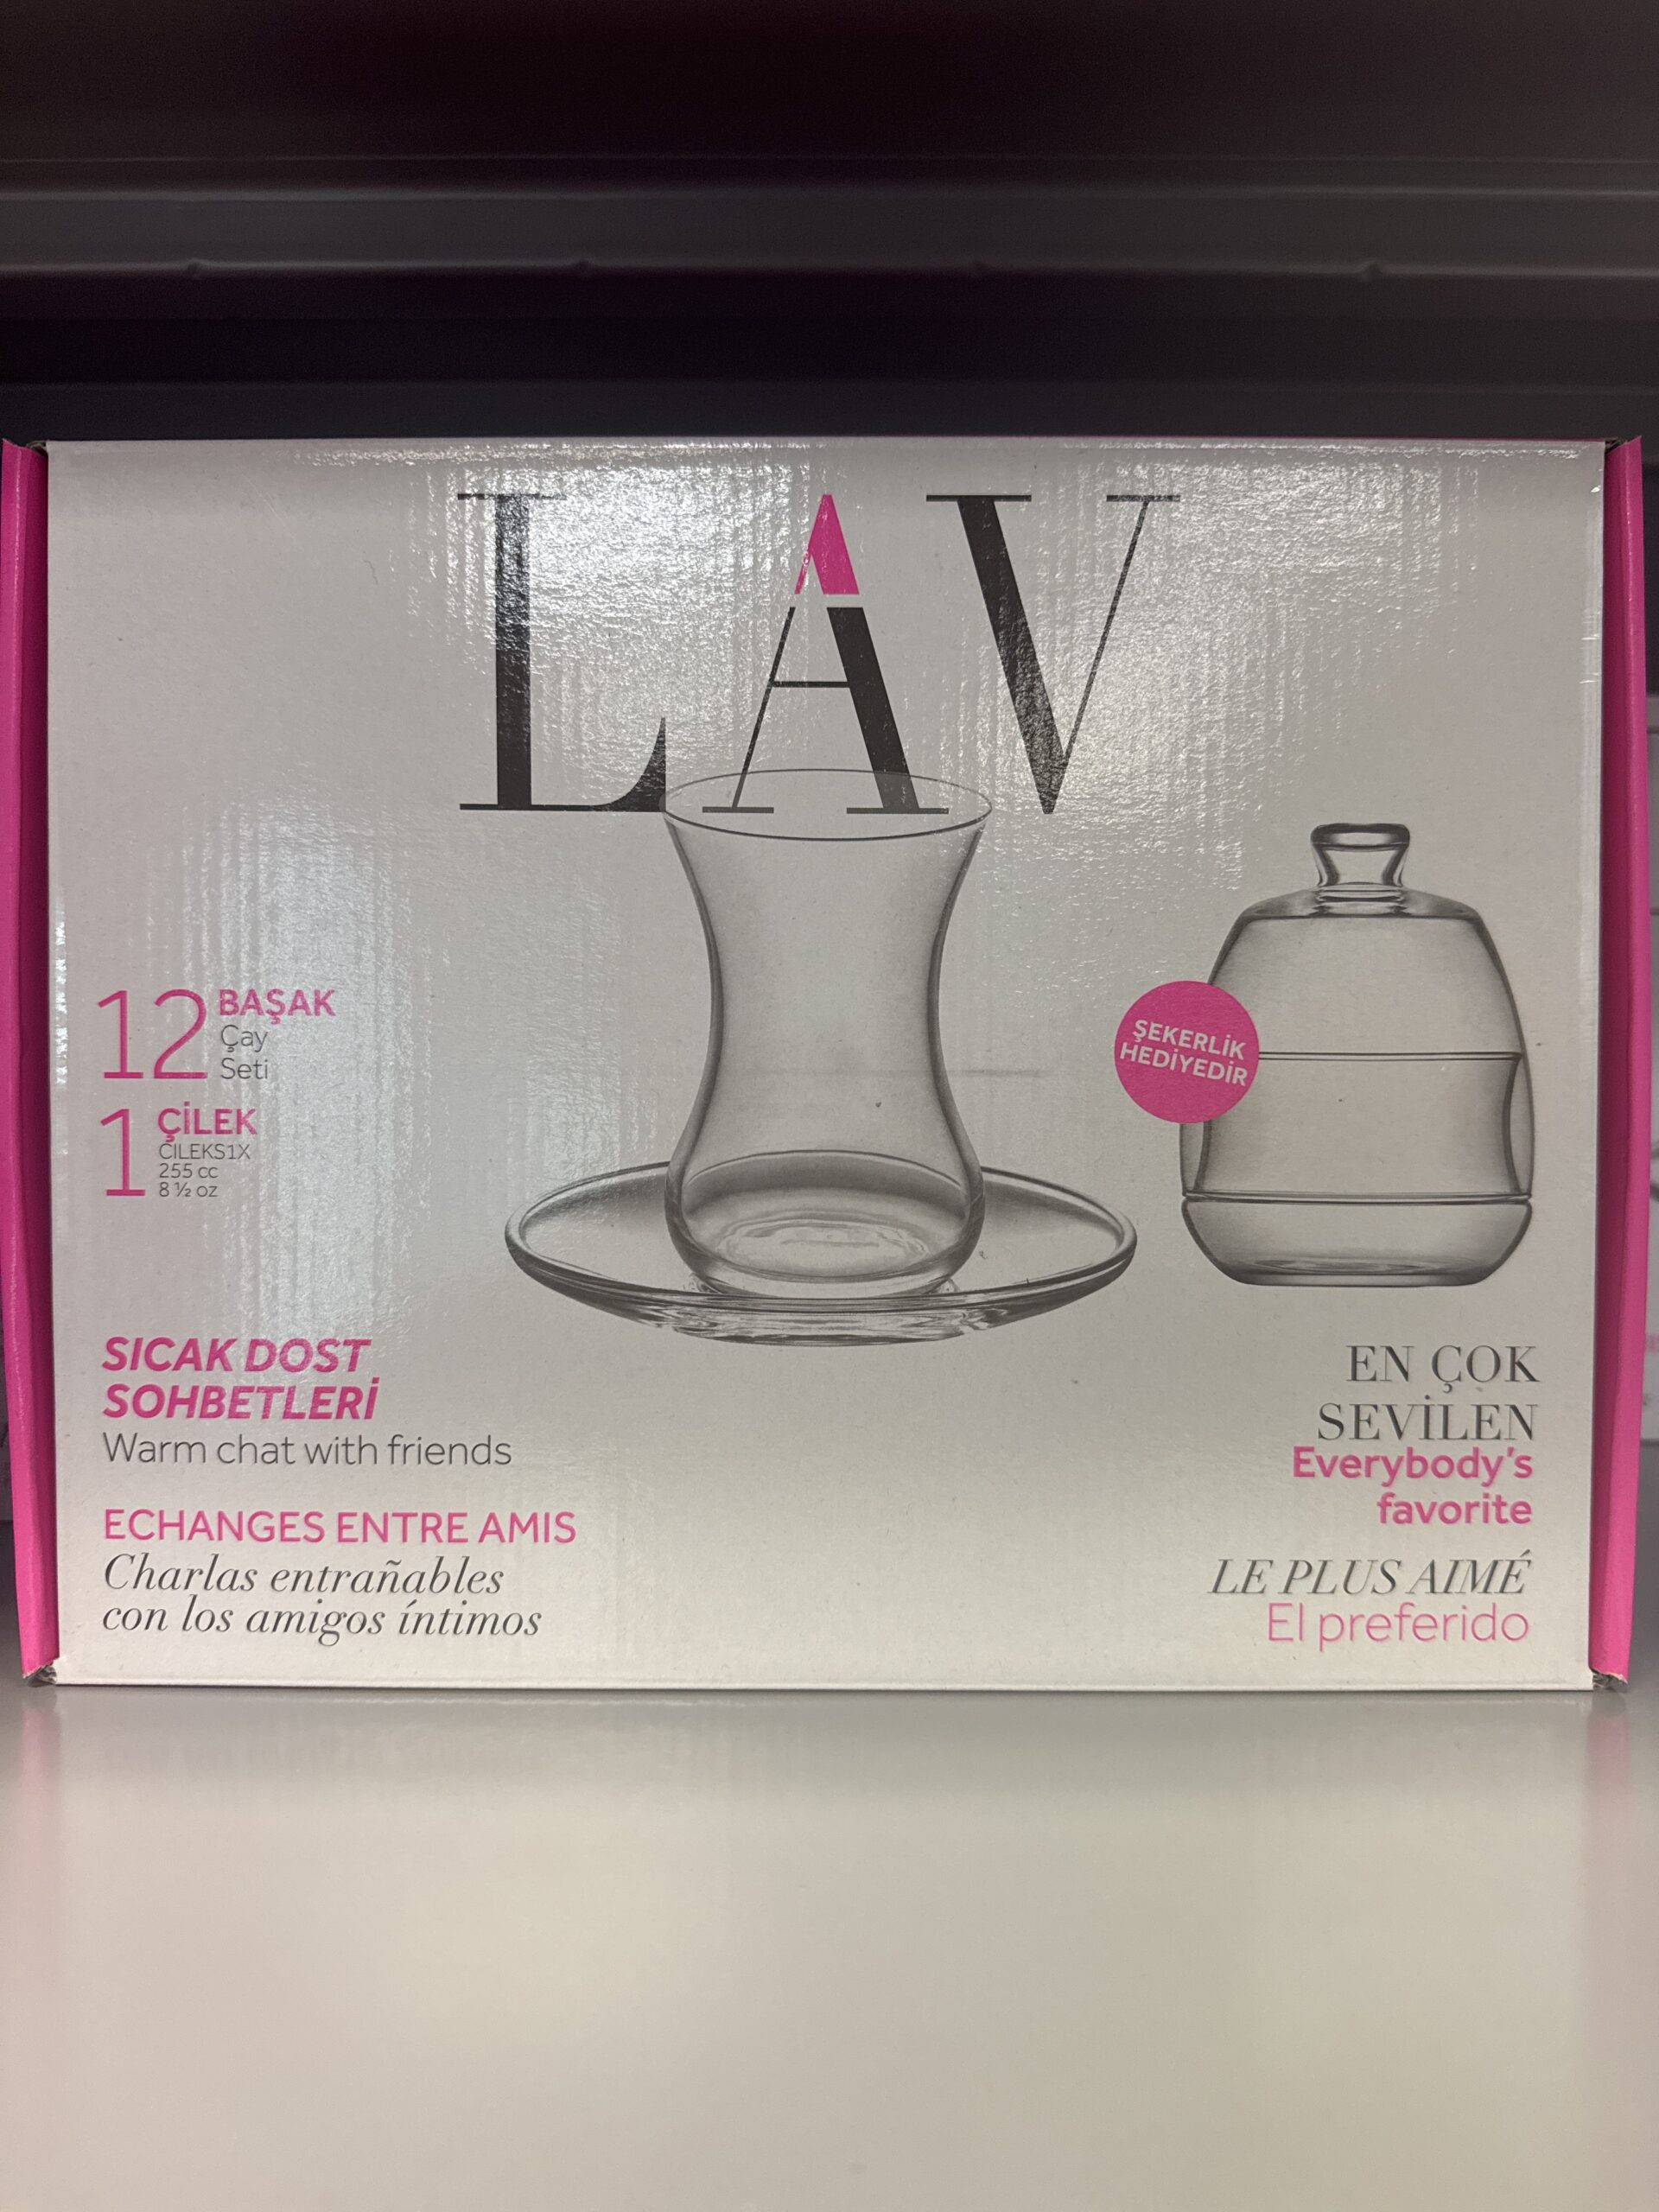 LAV
12 BAŞAK
Çay
Seti
1 ÇİLEK
CILEKS1X
255 cc
8 ½ oz
ŞEKERLİK
HEDİYEDİR
SICAK DOST
SOHBETLERİ
Warm chat with friends
ECHANGES ENTRE AMIS
Charlas entrañables
con los amigos íntimos
EN ÇOK
SEVİLEN
Everybody's
favorite
LE PLUS AIMÉ
El preferido